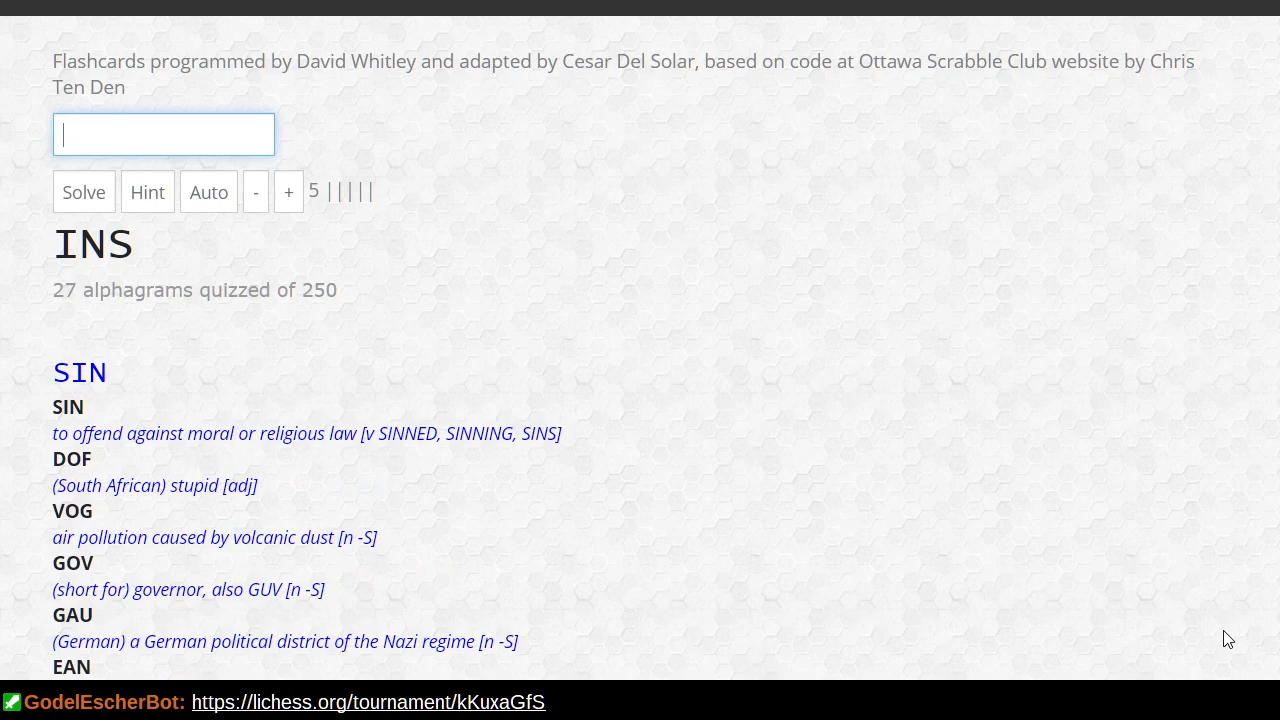 Flashcards programmed by David Whitley and adapted by Cesar Del Solar, based on code at Ottawa Scrabble Club website by Chris
Ten Den
Solve Hint Auto - + 5 |||||
INS
27 alphagrams quizzed of 250
SIN
SIN
to offend against moral or religious law [v SINNED, SINNING, SINS]
DOF
(South African) stupid [adj]
VOG
air pollution caused by volcanic dust [n -S]
GOV
(short for) governor, also GUV [n -S]
GAU
(German) a German political district of the Nazi regime [n -S]
EAN
GodelEscherBot: https://lichess.org/tournament/kKuxaGfS